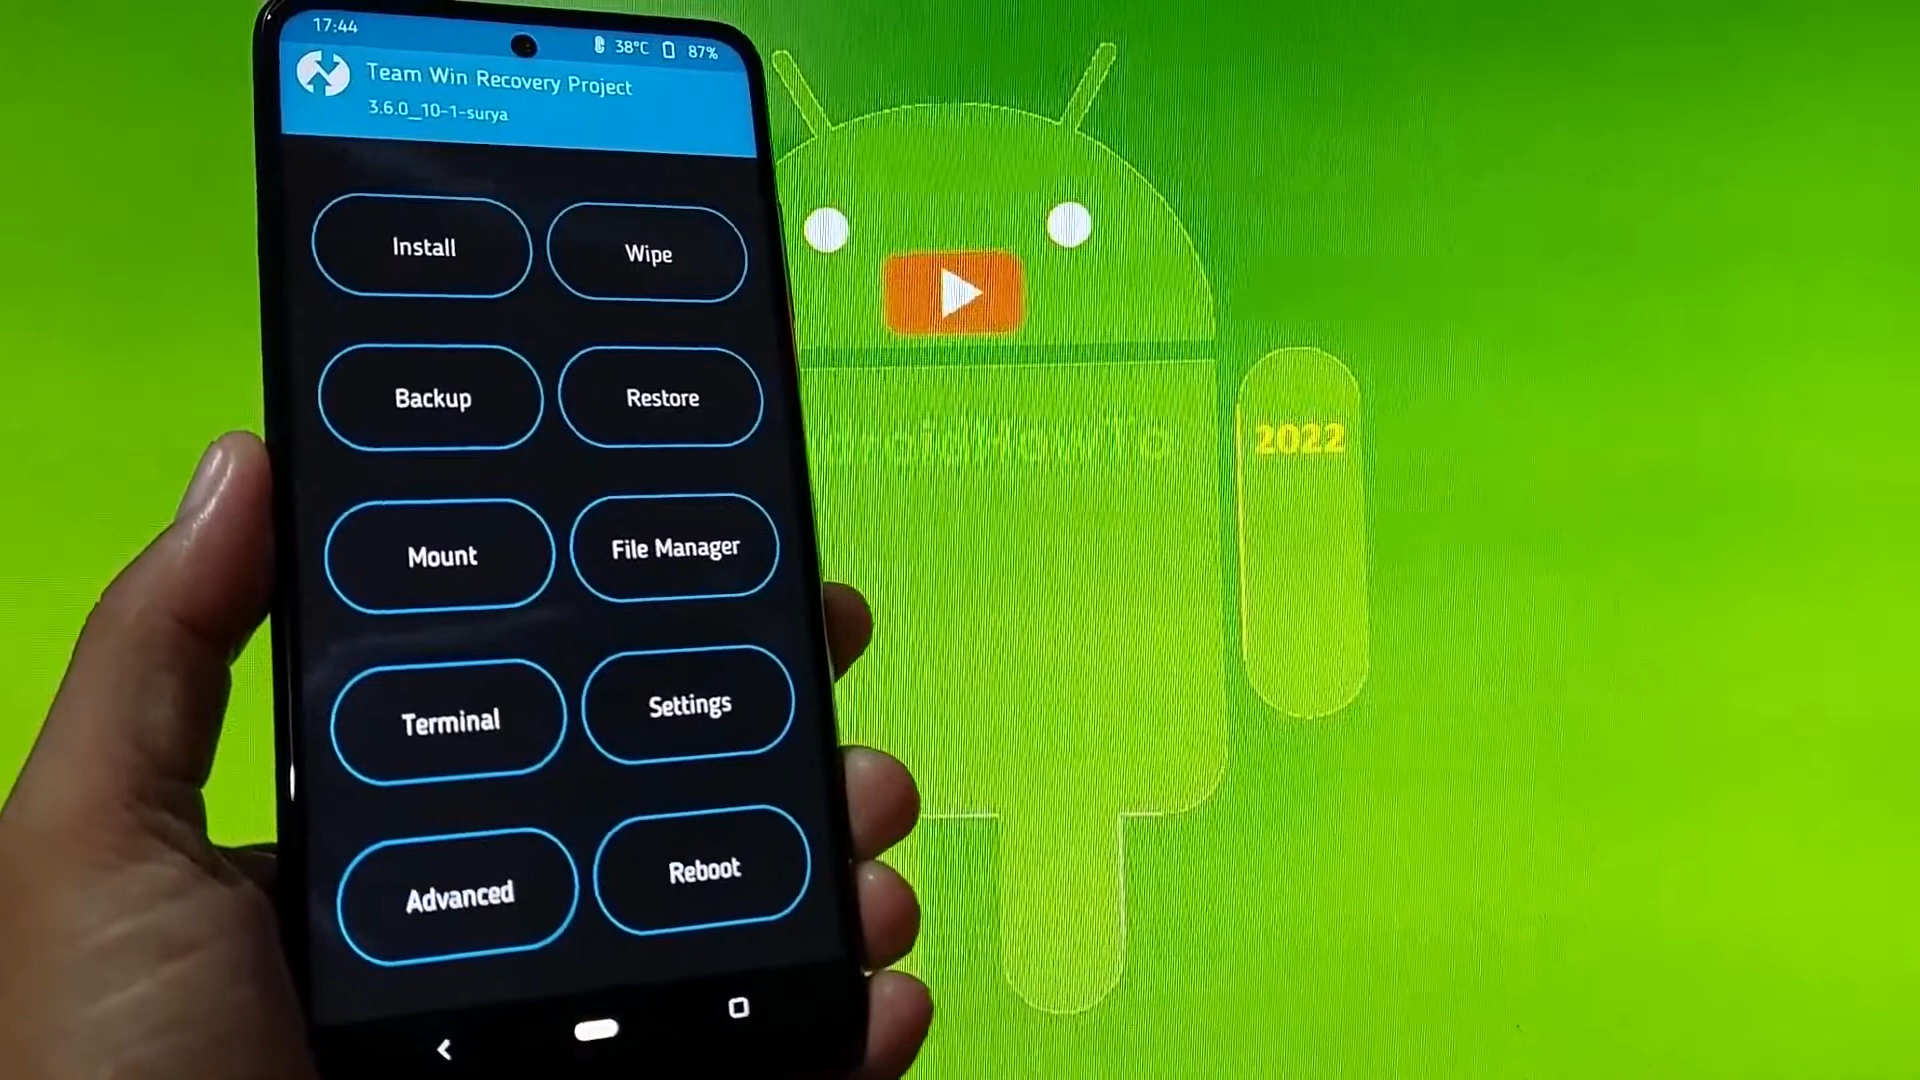 17:44
38°C 87%
Team Win Recovery Project
3.6.0_10-1-surya
Install
Wipe
Backup
Restore
Mount
File Manager
Terminal
Settings
Advanced
Reboot
roidHowTo
2022